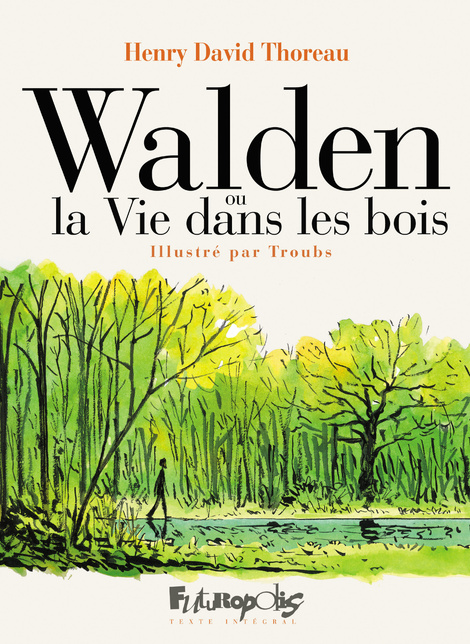 Henry David Thoreau
Walden
ou
la Vie dans les bois
Illustré par Troubs
Futuropolis
TEXTE INTÉGRAL